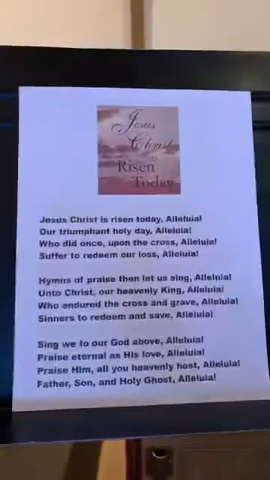 Jesus
Christ
Risen
Today
Jesus Christ is risen today, Alleluia!
Our triumphant holy day, Alleluia!
Who did once, upon the cross, Alleluia!
Suffer to redeem our loss, Alleluia!
Hymns of praise then let us sing, Alleluia!
Unto Christ, our heavenly King, Alleluia!
Who endured the cross and grave, Alleluia!
Sinners to redeem and save, Alleluia!
Sing we to our God above, Alleluia!
Praise eternal as His love, Alleluia!
Praise Him, all you heavenly host, Alleluia!
Father, Son, and Holy Ghost, Alleluia!